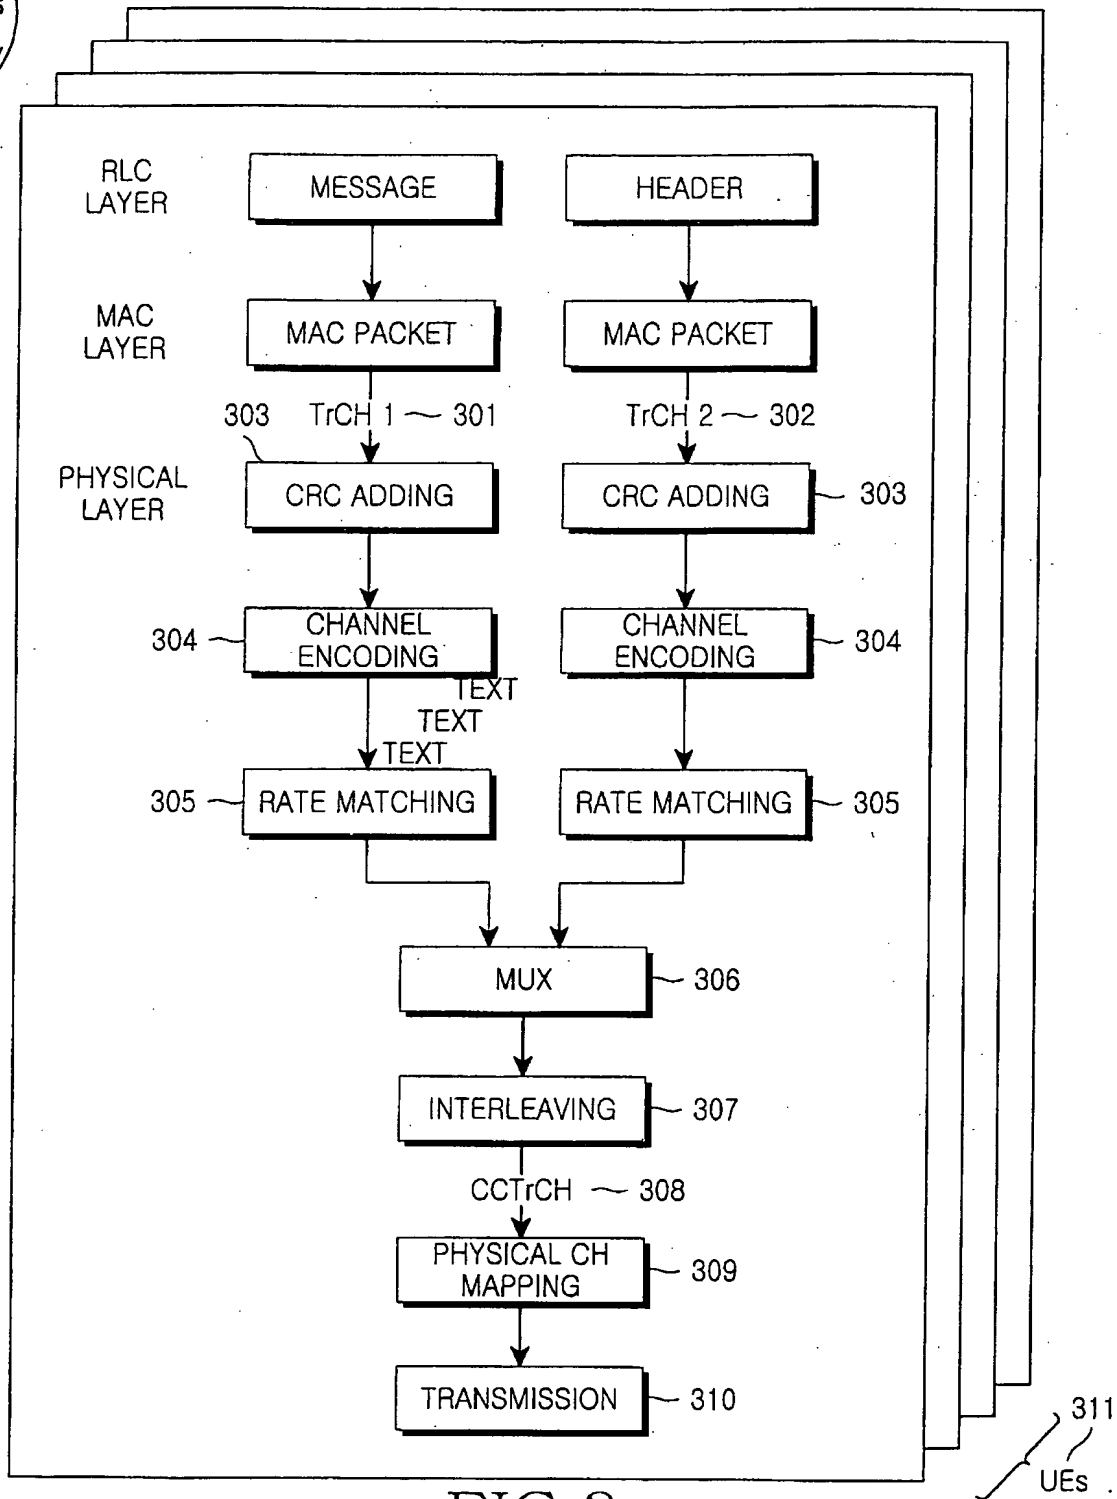 RLC
LAYER
MESSAGE
HEADER
MAC
LAYER
MAC PACKET
MAC PACKET
303
TrCH 1
301
TrCH 2
302
PHYSICAL
LAYER
CRC ADDING
CRC ADDING
303
304
CHANNEL
ENCODING
CHANNEL
ENCODING
304
TEXT
TEXT
TEXT
305
RATE MATCHING
RATE MATCHING
305
MUX
306
INTERLEAVING
307
CCTrCH
308
PHYSICAL CH
MAPPING
309
TRANSMISSION
310
311
UEs